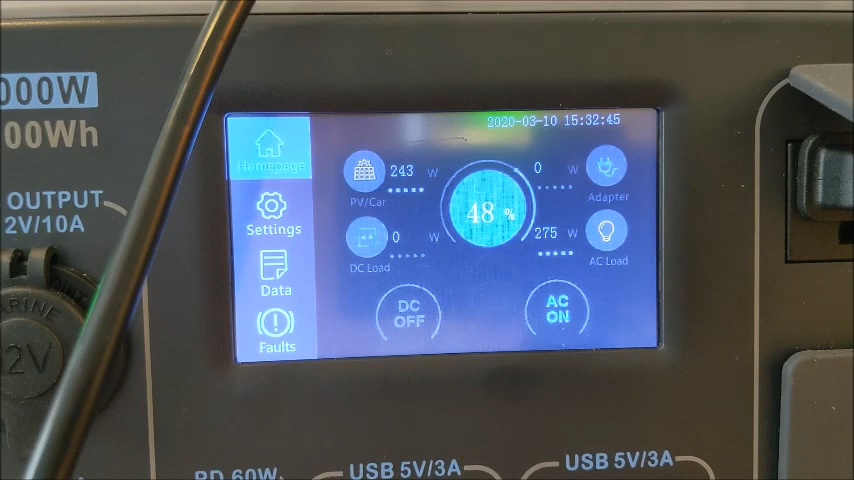 000W
00Wh
OUTPUT
2V/10A
ARINE
2V
2020-03-10 15:32:45
Homepage
Settings
Data
Faults
243 W
PV/Car
0 W
DC Load
48 %
0 W
Adapter
275 W
AC Load
DC
OFF
AC
ON
PD 60W
USB 5V/3A
USB 5V/3A